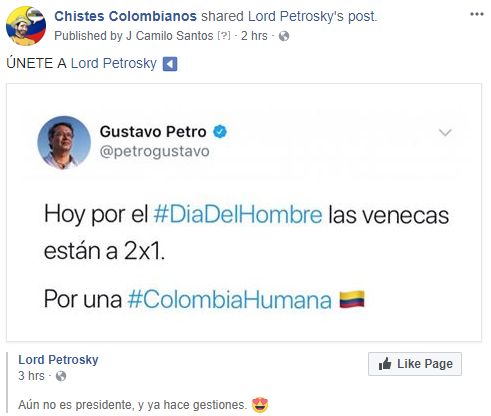 Chistes Colombianos shared Lord Petrosky's post.
Published by J Camilo Santos [?] · 2 hrs ·
ÚNETE A Lord Petrosky ◀
Gustavo Petro
@petrogustavo
Hoy por el #DiaDelHombre las venecas
están a 2x1.
Por una #ColombiaHumana 🇨🇴
Lord Petrosky
3 hrs ·
Like Page
Aún no es presidente, y ya hace gestiones. 😍